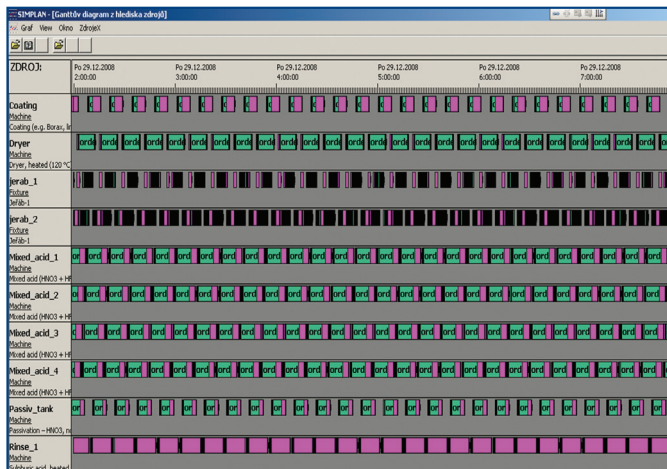 SIMPLAN - [Ganttův diagram z hlediska zdrojů]
Graf View Okno ZdrojeX
ZDROJ:
Po 29.12.2008 Po 29.12.2008 Po 29.12.2008 Po 29.12.2008 Po 29.12.2008 Po 29.12.2008
2:00:00 3:00:00 4:00:00 5:00:00 6:00:00 7:00:00
Coating
Machine
Coating (e.g. Borax, lir
Dryer
Machine
Dryer, heated (120 °C
jerab_1
Fixture
Jeřáb-1
jerab_2
Fixture
Jeřáb-1
Mixed_acid_1
Machine
Mixed acid (HNO3 + HF
Mixed_acid_2
Machine
Mixed acid (HNO3 + HF
Mixed_acid_3
Machine
Mixed acid (HNO3 + HF
Mixed_acid_4
Machine
Mixed acid (HNO3 + HF
Passiv_tank
Machine
Passivation - HNO3, no
Rinse_1
Machine
Sulphuric acid, heated